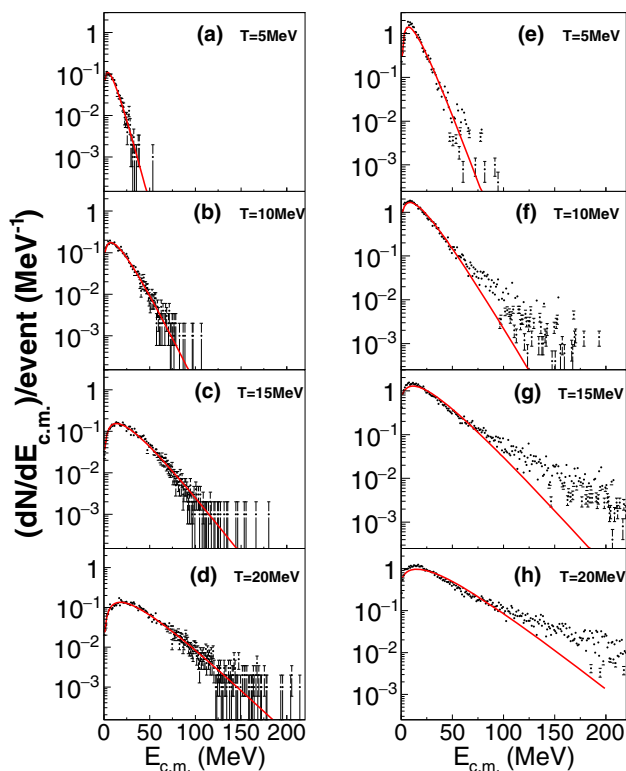 (dN/dE_{c.m.})/event (MeV^{-1})
(a) T=5MeV
1
10^{-1}
10^{-2}
10^{-3}
(e) T=5MeV
1
10^{-1}
10^{-2}
10^{-3}
(b) T=10MeV
1
10^{-1}
10^{-2}
10^{-3}
(f) T=10MeV
1
10^{-1}
10^{-2}
10^{-3}
(c) T=15MeV
1
10^{-1}
10^{-2}
10^{-3}
(g) T=15MeV
1
10^{-1}
10^{-2}
10^{-3}
(d) T=20MeV
1
10^{-1}
10^{-2}
10^{-3}
(h) T=20MeV
1
10^{-1}
10^{-2}
10^{-3}
0 50 100 150 200
0 50 100 150 200
E_{c.m.} (MeV)
E_{c.m.} (MeV)